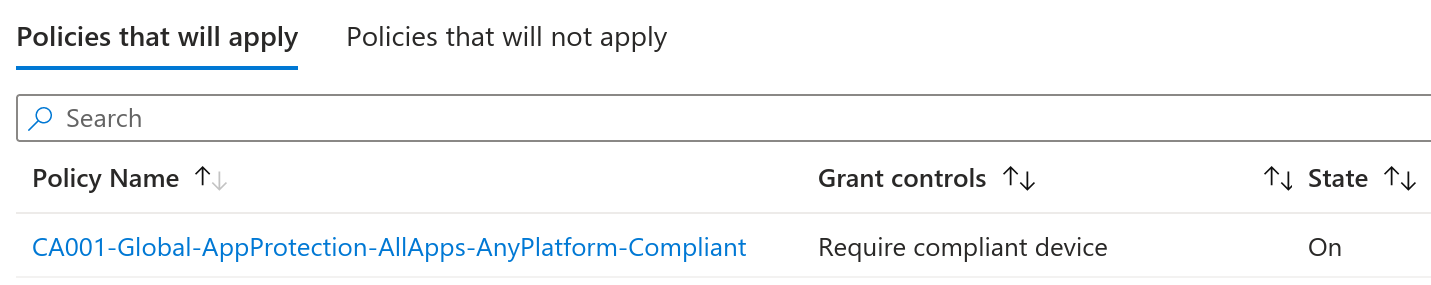 Policies that will apply Policies that will not apply
Search
Policy Name Grant controls State
CA001-Global-AppProtection-AllApps-AnyPlatform-Compliant Require compliant device On